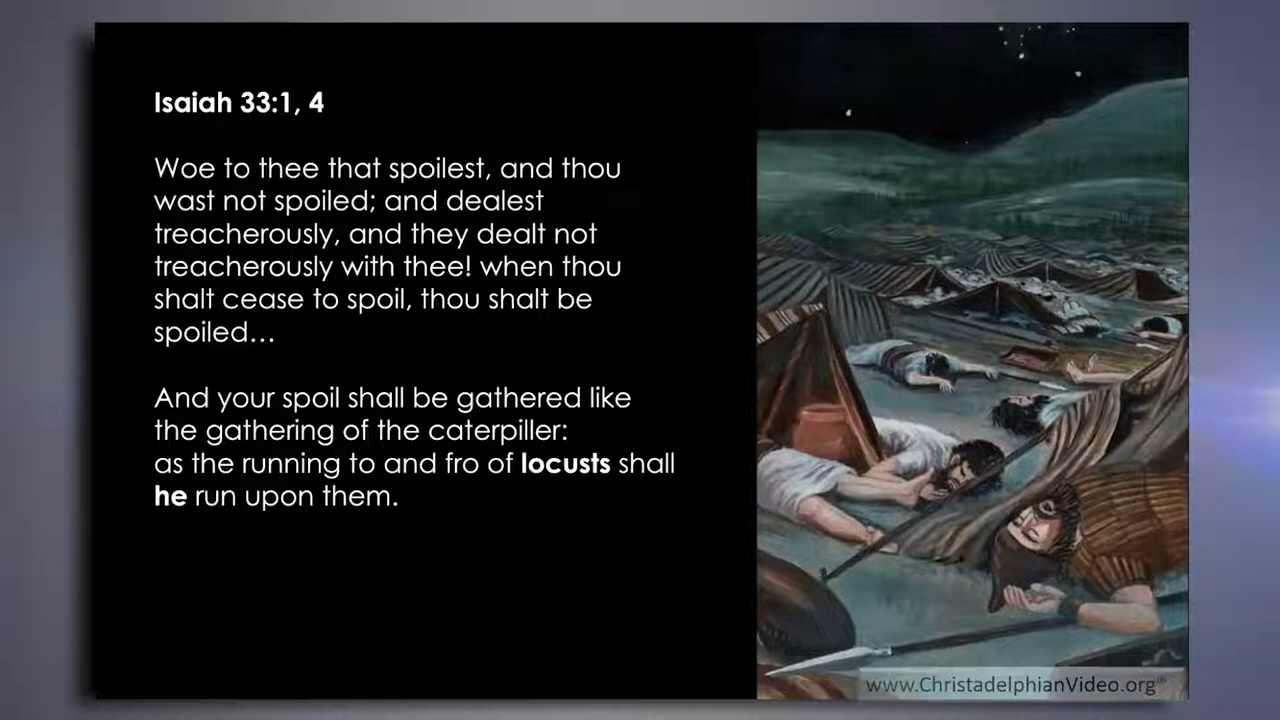 Isaiah 33:1, 4
Woe to thee that spoilest, and thou
wast not spoiled; and dealest
treacherously, and they dealt not
treacherously with thee! when thou
shalt cease to spoil, thou shalt be
spoiled…
And your spoil shall be gathered like
the gathering of the caterpiller:
as the running to and fro of locusts shall
he run upon them.
www.ChristadelphianVideo.org®